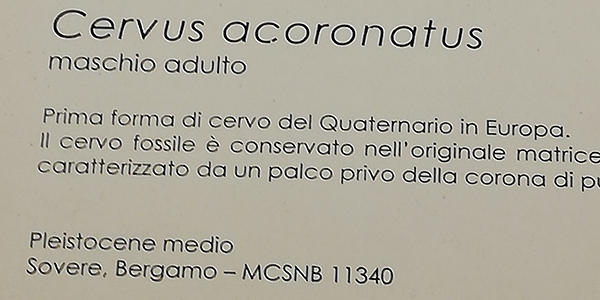 Cervus acoronatus
maschio adulto
Prima forma di cervo del Quaternario in Europa.
Il cervo fossile è conservato nell'originale matrice
caratterizzato da un palco privo della corona di
Pleistocene medio
Sovere, Bergamo – MCSNB 11340